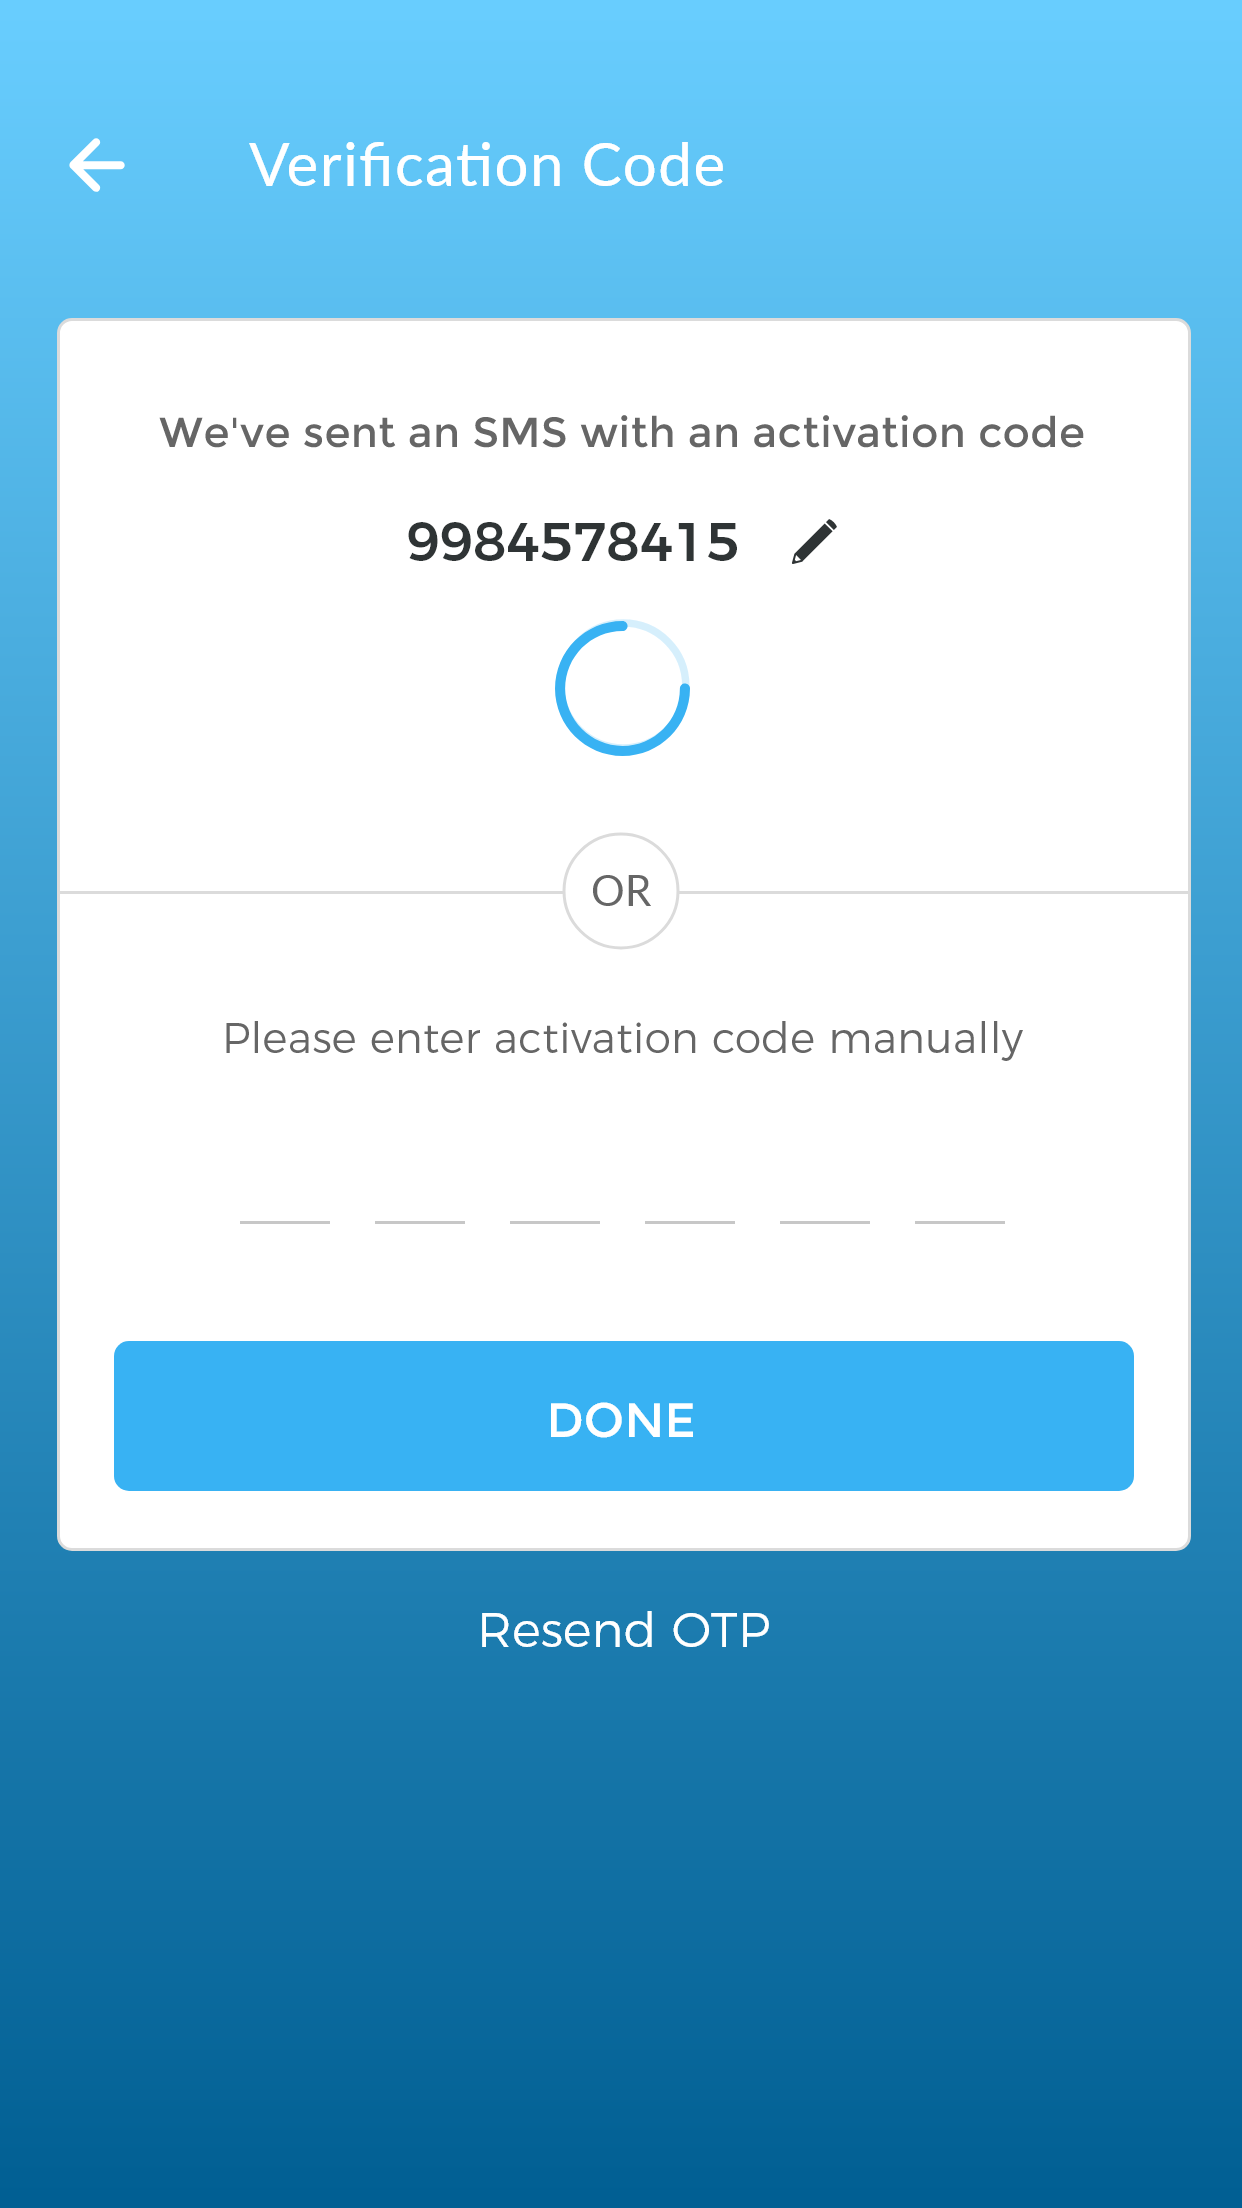 Verification Code
We've sent an SMS with an activation code
9984578415
OR
Please enter activation code manually
DONE
Resend OTP